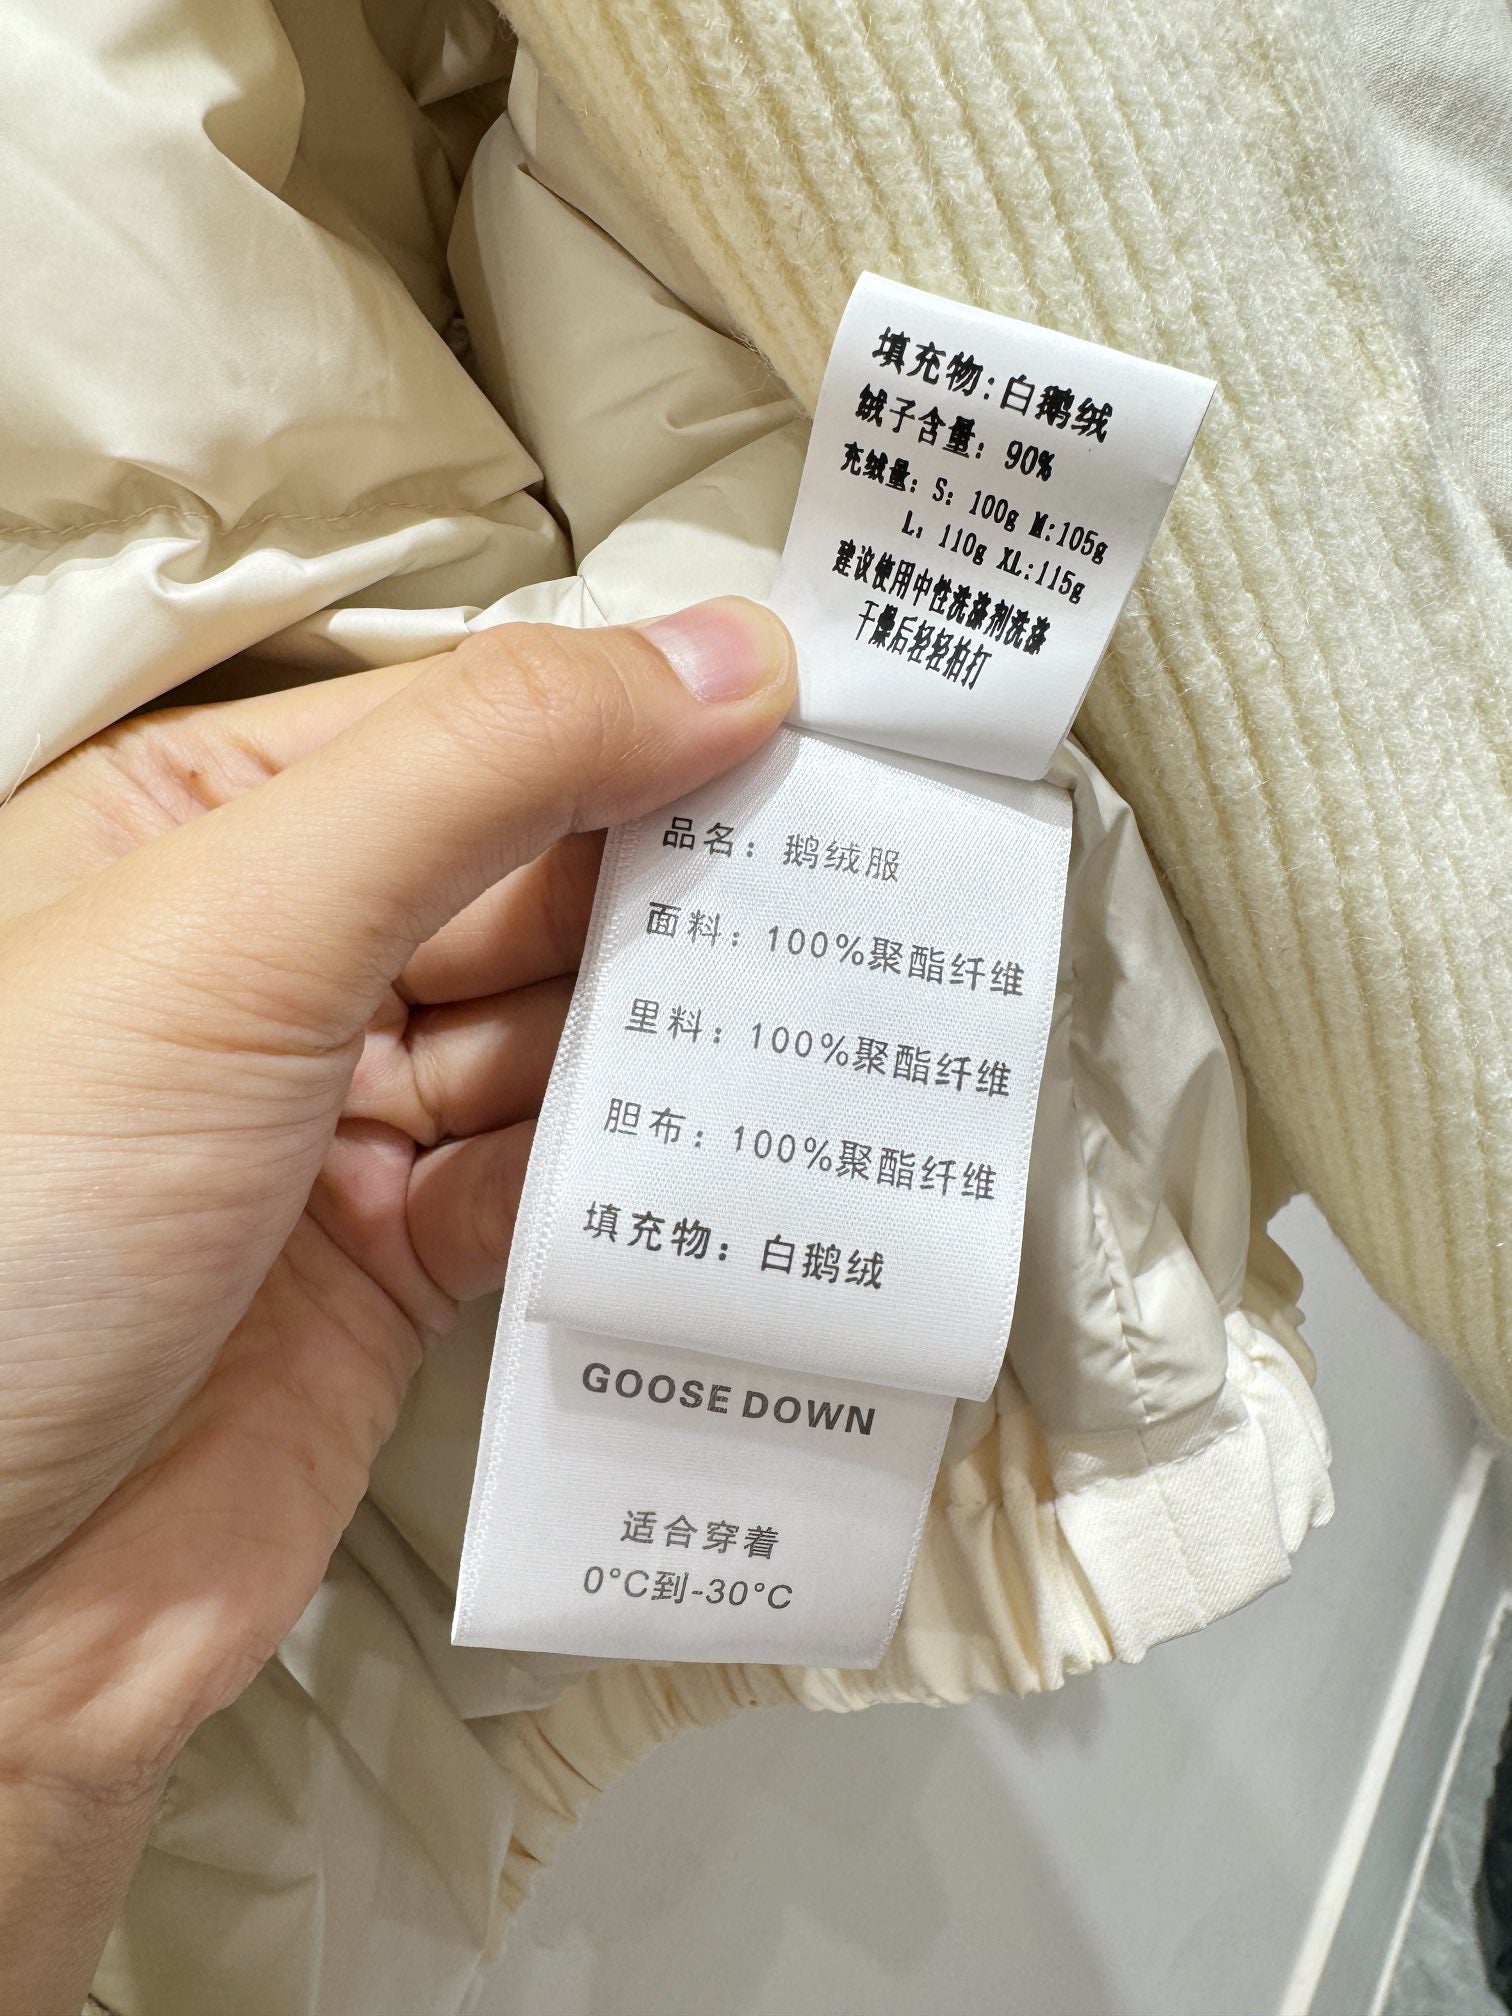 填充物:白鹅绒
绒子含量: 90%
充绒量: S: 100g M:105g
L: 110g XL:115g
建议使用中性洗涤剂洗涤
干燥后轻轻拍打
品名: 鹅绒服
面料: 100%聚酯纤维
里料: 100%聚酯纤维
胆布: 100%聚酯纤维
填充物: 白鹅绒
GOOSE DOWN
适合穿着
0°C到-30°C